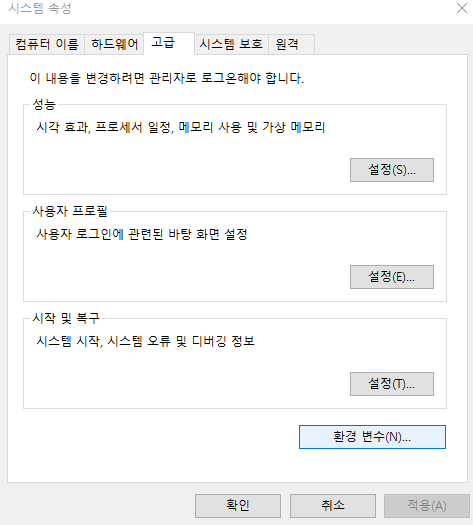 시스템 속성
컴퓨터 이름 하드웨어 고급 시스템 보호 원격
이 내용을 변경하려면 관리자로 로그온해야 합니다.
성능
시각 효과, 프로세서 일정, 메모리 사용 및 가상 메모리
설정(S)...
사용자 프로필
사용자 로그인에 관련된 바탕 화면 설정
설정(E)...
시작 및 복구
시스템 시작, 시스템 오류 및 디버깅 정보
설정(T)...
환경 변수(N)...
확인 취소 적용(A)